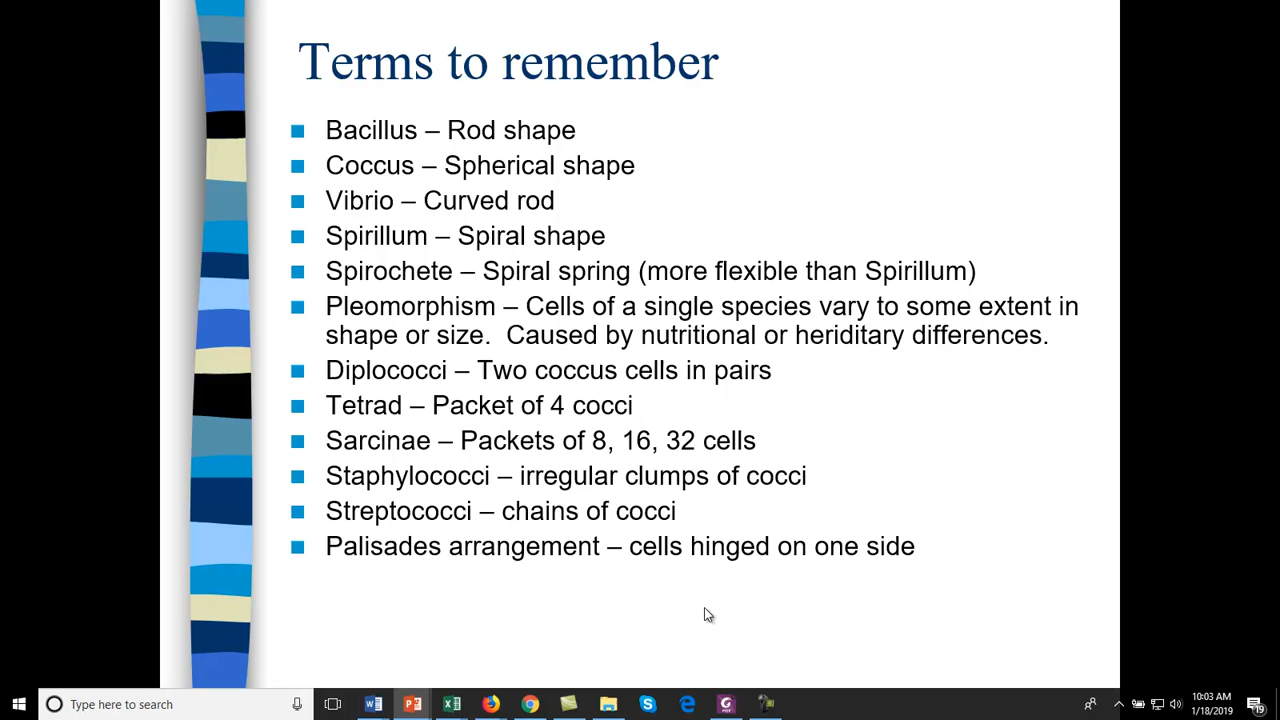 Terms to remember
Bacillus – Rod shape
Coccus – Spherical shape
Vibrio – Curved rod
Spirillum – Spiral shape
Spirochete – Spiral spring (more flexible than Spirillum)
Pleomorphism – Cells of a single species vary to some extent in
shape or size.  Caused by nutritional or heriditary differences.
Diplococci – Two coccus cells in pairs
Tetrad – Packet of 4 cocci
Sarcinae – Packets of 8, 16, 32 cells
Staphylococci – irregular clumps of cocci
Streptococci – chains of cocci
Palisades arrangement – cells hinged on one side
Type here to search
10:03 AM
1/18/2019
19